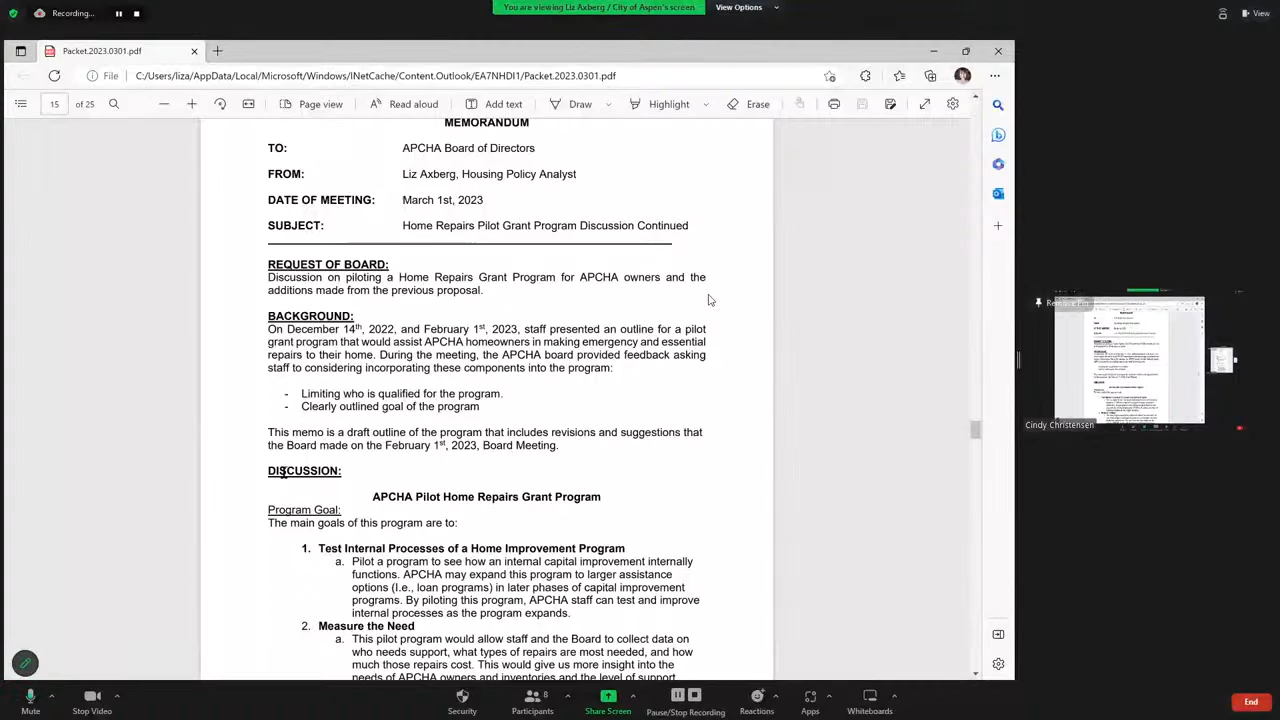 Recording...
You are viewing Liz Axberg / City of Aspen's screen
View Options
View
Packet.2023.0301.pdf
File
C:/Users/liza/AppData/Local/Microsoft/Windows/INetCache/Content.Outlook/EA7NHDI1/Packet.2023.0301.pdf
15 of 25
Page view
Read aloud
Add text
Draw
Highlight
Erase
MEMORANDUM
TO: APCHA Board of Directors
FROM: Liz Axberg, Housing Policy Analyst
DATE OF MEETING: March 1st, 2023
SUBJECT: Home Repairs Pilot Grant Program Discussion Continued
REQUEST OF BOARD:
Discussion on piloting a Home Repairs Grant Program for APCHA owners and the
additions made from the previous proposal.
BACKGROUND:
On December 14th, 2022, and February 1st, 2023, staff presented an outline for a pilot
grant program that would assist APCHA homeowners in making emergency and essential
repairs to their home. During the meeting, the APCHA board provided feedback asking
staff to considering incorporating two components into the program:
- Limiting who is qualified for the program.
- Clearly outlined goal for the program
This memo as a draft outline of the program that includes revisions and suggestions that
the Board made on the February 1st, 2023, Board Meeting.
DISCUSSION:
APCHA Pilot Home Repairs Grant Program
Program Goal:
The main goals of this program are to:
1. Test Internal Processes of a Home Improvement Program
a. Pilot a program to see how an internal capital improvement internally
functions. APCHA may expand this program to larger assistance
options (I.e., loan programs) in later phases of capital improvement
programs. By piloting this program, APCHA staff can test and improve
internal processes as the program expands.
2. Measure the Need
a. This pilot program would allow staff and the Board to collect data on
who needs support, what types of repairs are most needed, and how
much those repairs cost. This would give us more insight into the
needs of APCHA owners and inventories and the level of support
Cindy Christensen
Mute
Stop Video
Security
Participants
8
Share Screen
Pause/Stop Recording
Reactions
Apps
Whiteboards
End